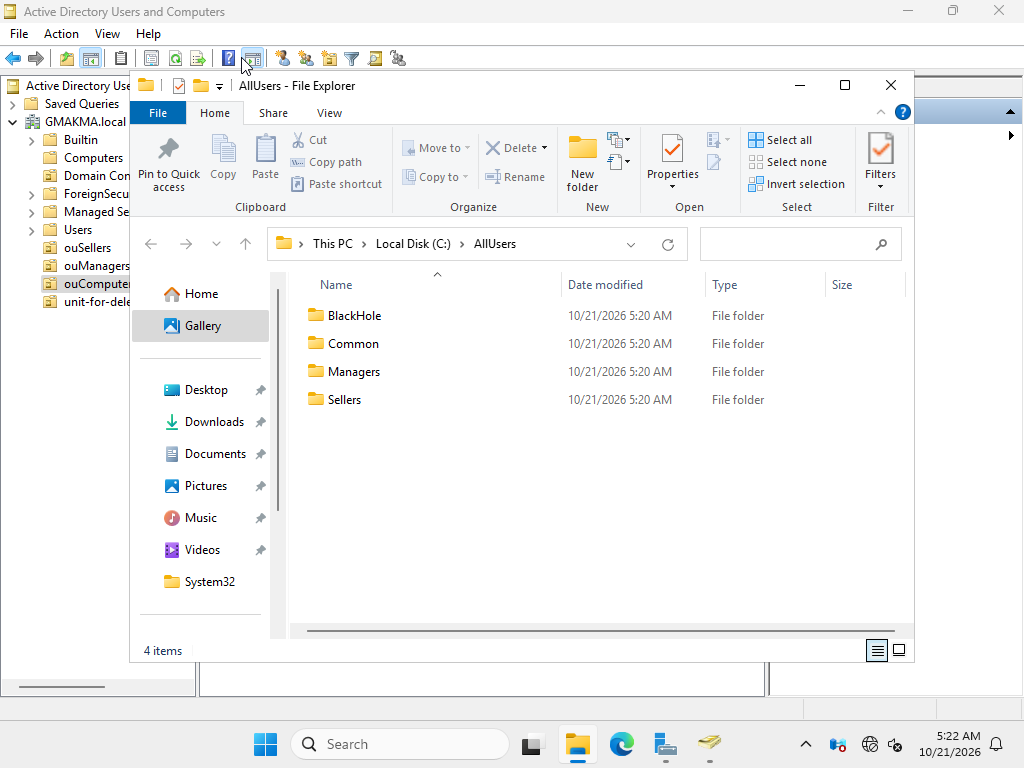 Active Directory Users and Computers
File Action View Help
Active Directory Use
Saved Queries
GMAKMA.local
Builtin
Computers
Domain Con
ForeignSecu
Managed Se
Users
ouSellers
ouManagers
ouComputer
unit-for-dele
AllUsers - File Explorer
File Home Share View
Pin to Quick access
Copy
Paste
Cut
Copy path
Paste shortcut
Clipboard
Move to
Copy to
Delete
Rename
Organize
New folder
New
Properties
Open
Select all
Select none
Invert selection
Select
Filters
Filter
This PC > Local Disk (C:) > AllUsers
Home
Gallery
Desktop
Downloads
Documents
Pictures
Music
Videos
System32
Name Date modified Type Size
BlackHole 10/21/2026 5:20 AM File folder
Common 10/21/2026 5:20 AM File folder
Managers 10/21/2026 5:20 AM File folder
Sellers 10/21/2026 5:20 AM File folder
4 items
Search
5:22 AM
10/21/2026